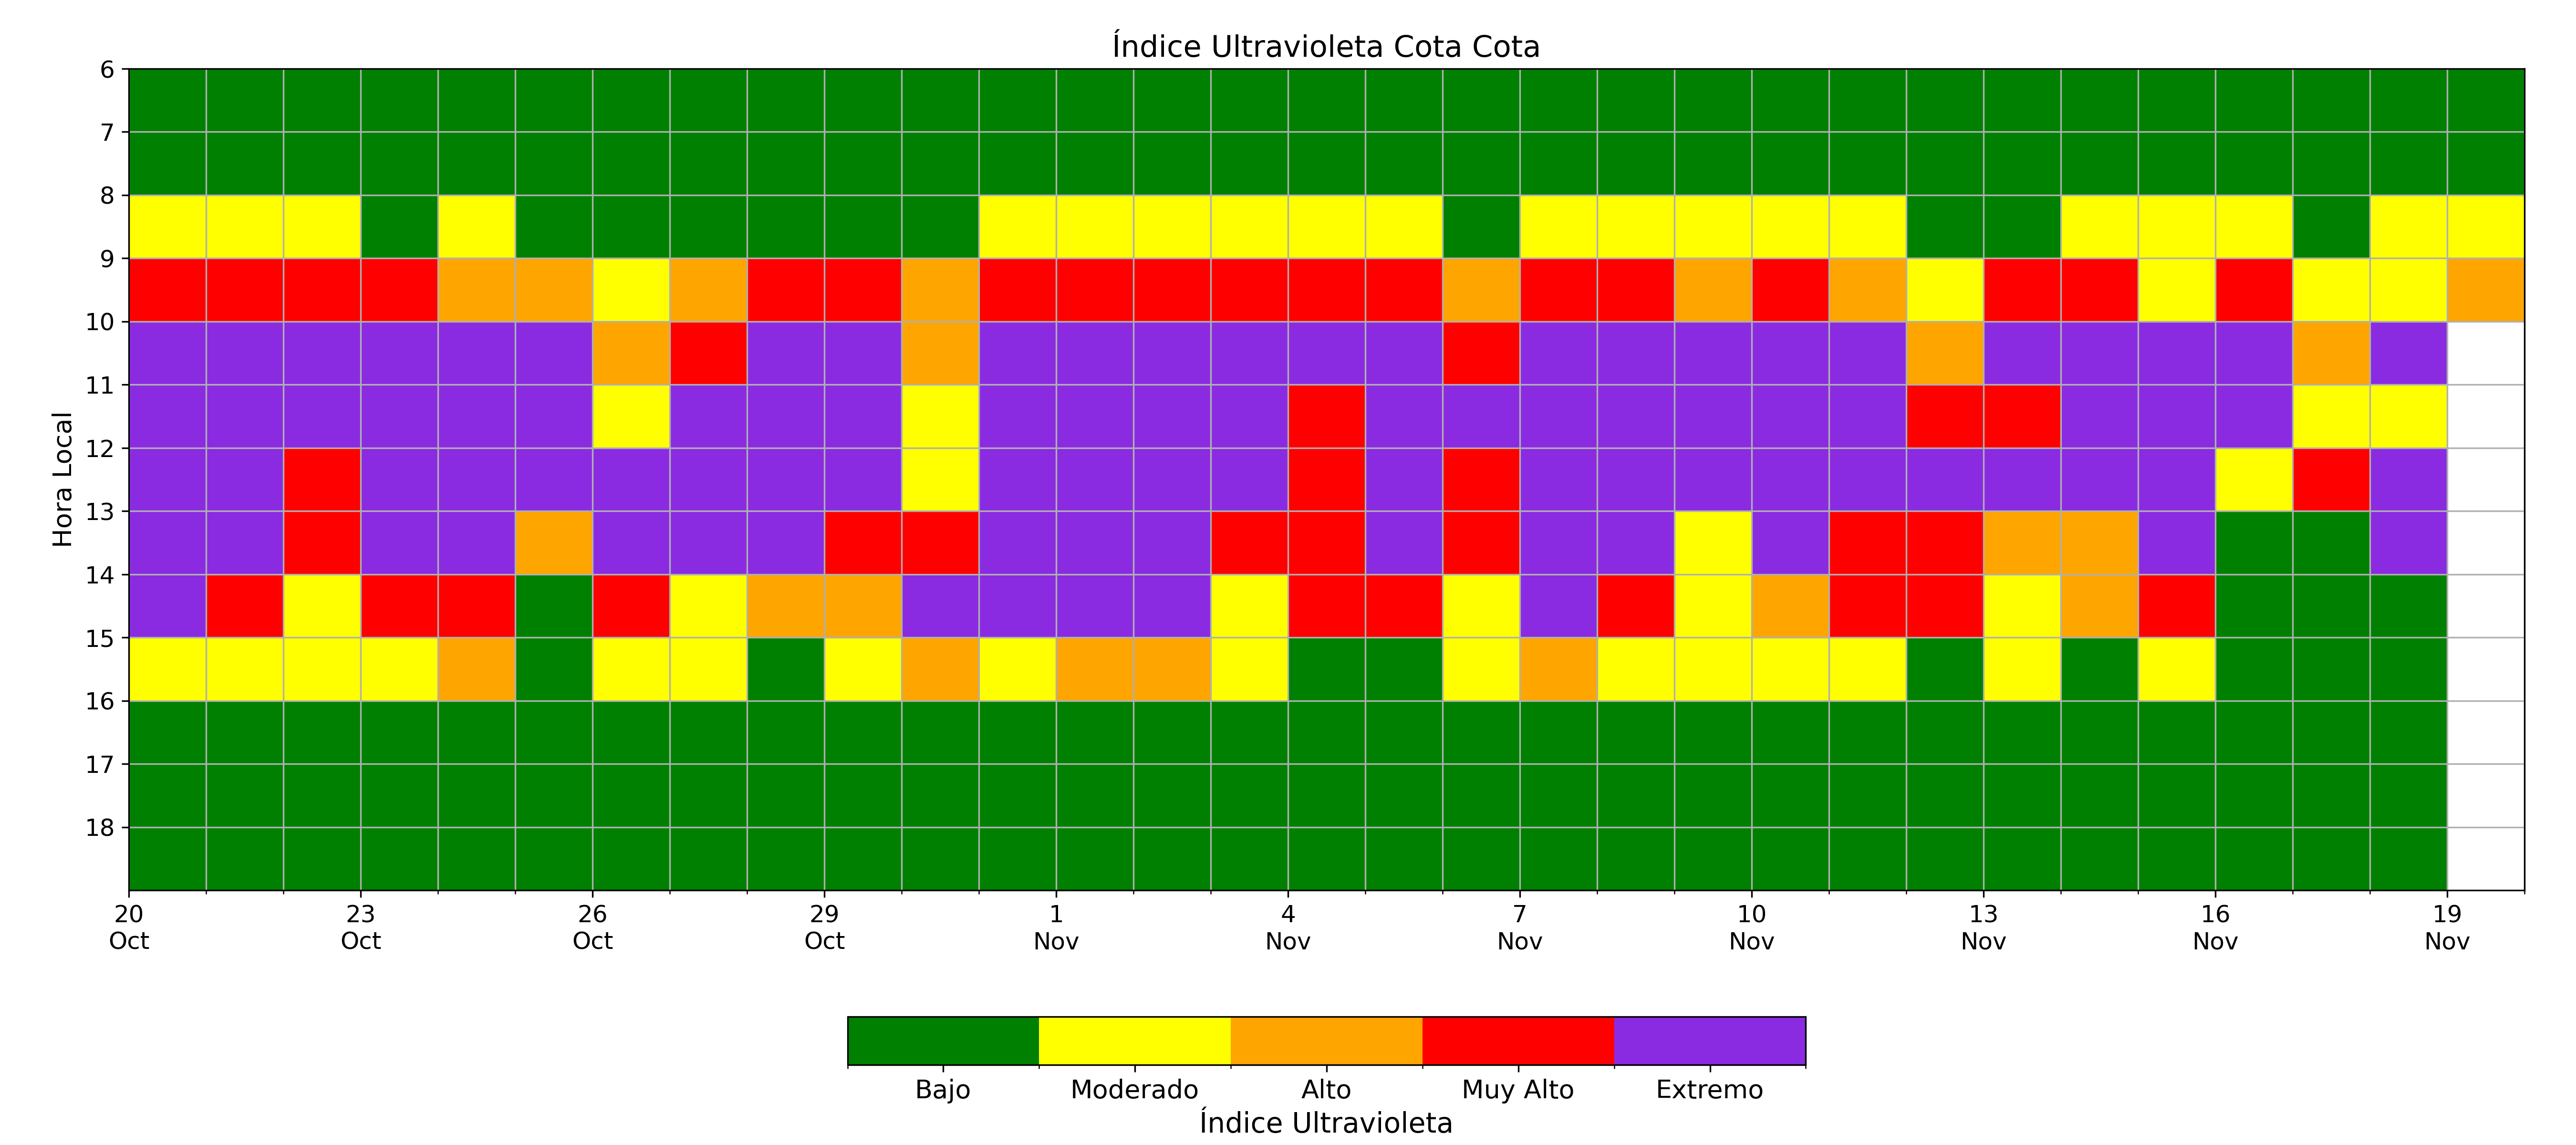 Índice Ultravioleta Cota Cota
Hora Local
6
7
8
9
10
11
12
13
14
15
16
17
18
20 23 26 29 1 4 7 10 13 16 19
Oct Oct Oct Oct Nov Nov Nov Nov Nov Nov Nov
Bajo Moderado Alto Muy Alto Extremo
Índice Ultravioleta